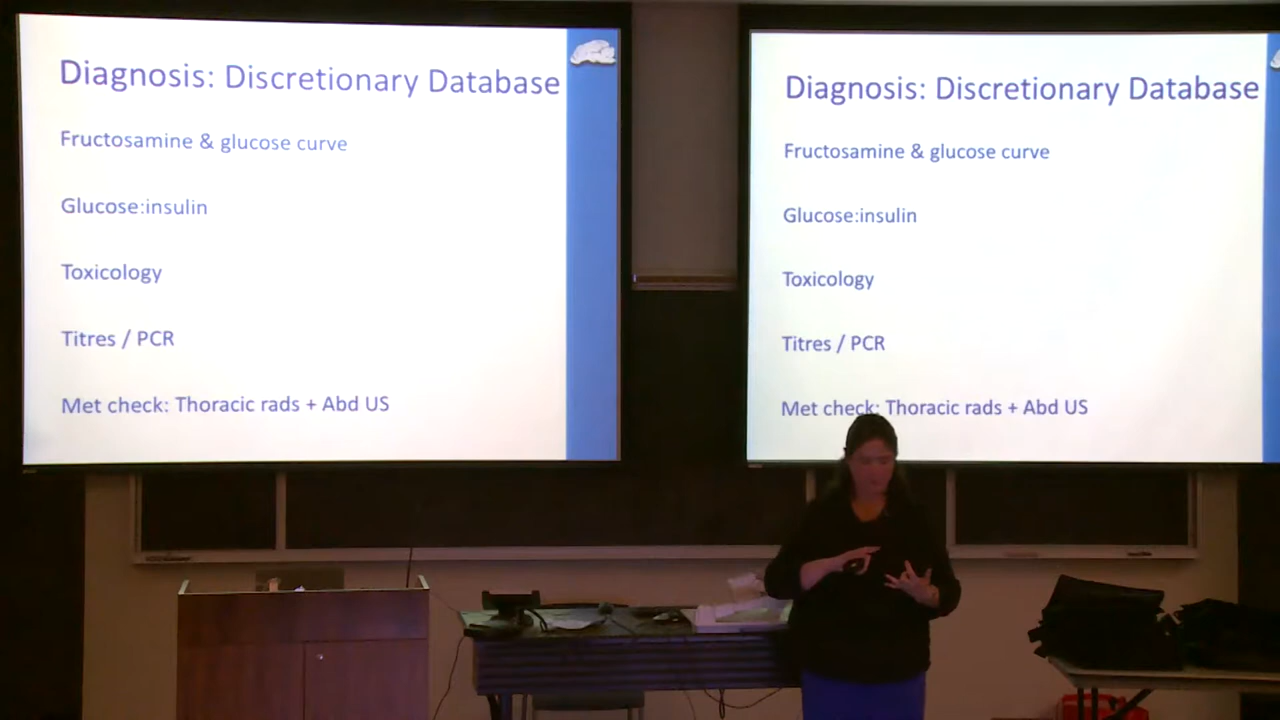 Diagnosis: Discretionary Database
Fructosamine & glucose curve
Glucose:insulin
Toxicology
Titres / PCR
Met check: Thoracic rads + Abd US
Diagnosis: Discretionary Database
Fructosamine & glucose curve
Glucose:insulin
Toxicology
Titres / PCR
Met check: Thoracic rads + Abd US